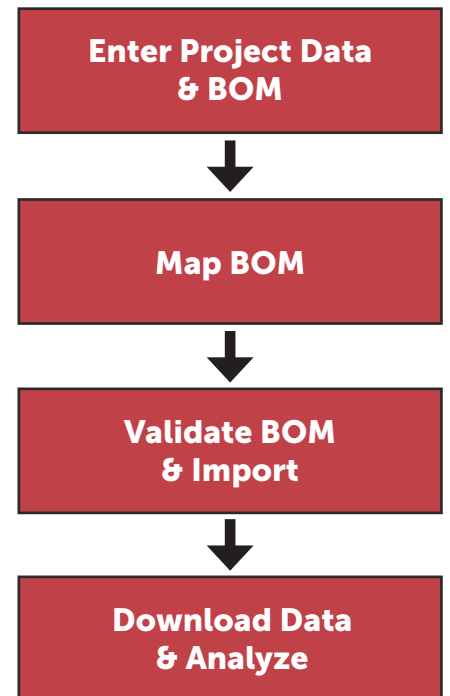 Enter Project Data
& BOM
Map BOM
Validate BOM
& Import
Download Data
& Analyze